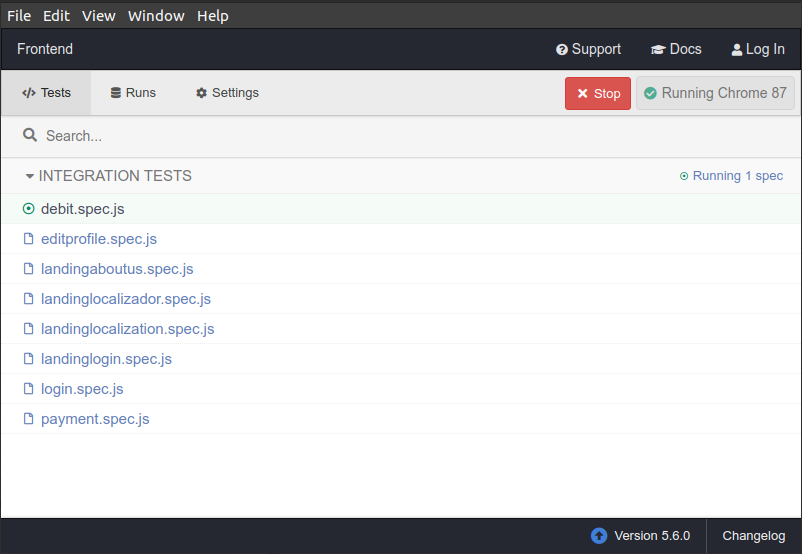 File Edit View Window Help
Frontend Support Docs Log In
Tests Runs Settings Stop Running Chrome 87
Search...
INTEGRATION TESTS Running 1 spec
debit.spec.js
editprofile.spec.js
landingaboutus.spec.js
landinglocalizador.spec.js
landinglocalization.spec.js
landinglogin.spec.js
login.spec.js
payment.spec.js
Version 5.6.0 Changelog